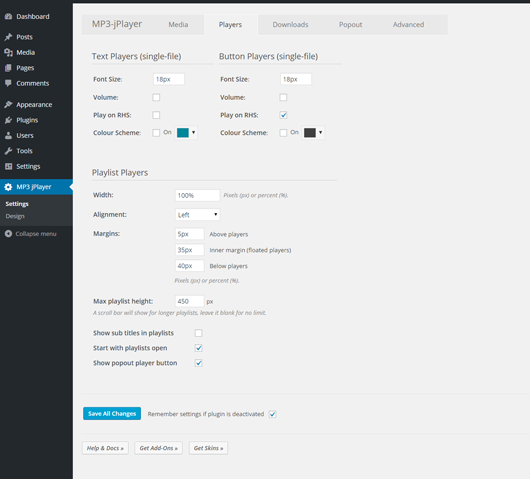 Dashboard
Posts
Media
Pages
Comments
Appearance
Plugins
Users
Tools
Settings
MP3 jPlayer
Settings
Design
Collapse menu
MP3-jPlayer Media Players Downloads Popout Advanced
Text Players (single-file) Button Players (single-file)
Font Size: 18px Font Size: 18px
Volume: Volume:
Play on RHS: Play on RHS:
Colour Scheme: On Colour Scheme: On
Playlist Players
Width: 100% Pixels (px) or percent (%).
Alignment: Left
Margins: 5px Above players
35px Inner margin (floated players)
40px Below players
Pixels (px) or percent (%).
Max playlist height: 450 px
A scroll bar will show for longer playlists, leave it blank for no limit.
Show sub titles in playlists
Start with playlists open
Show popout player button
Save All Changes Remember settings if plugin is deactivated
Help & Docs » Get Add-Ons » Get Skins »